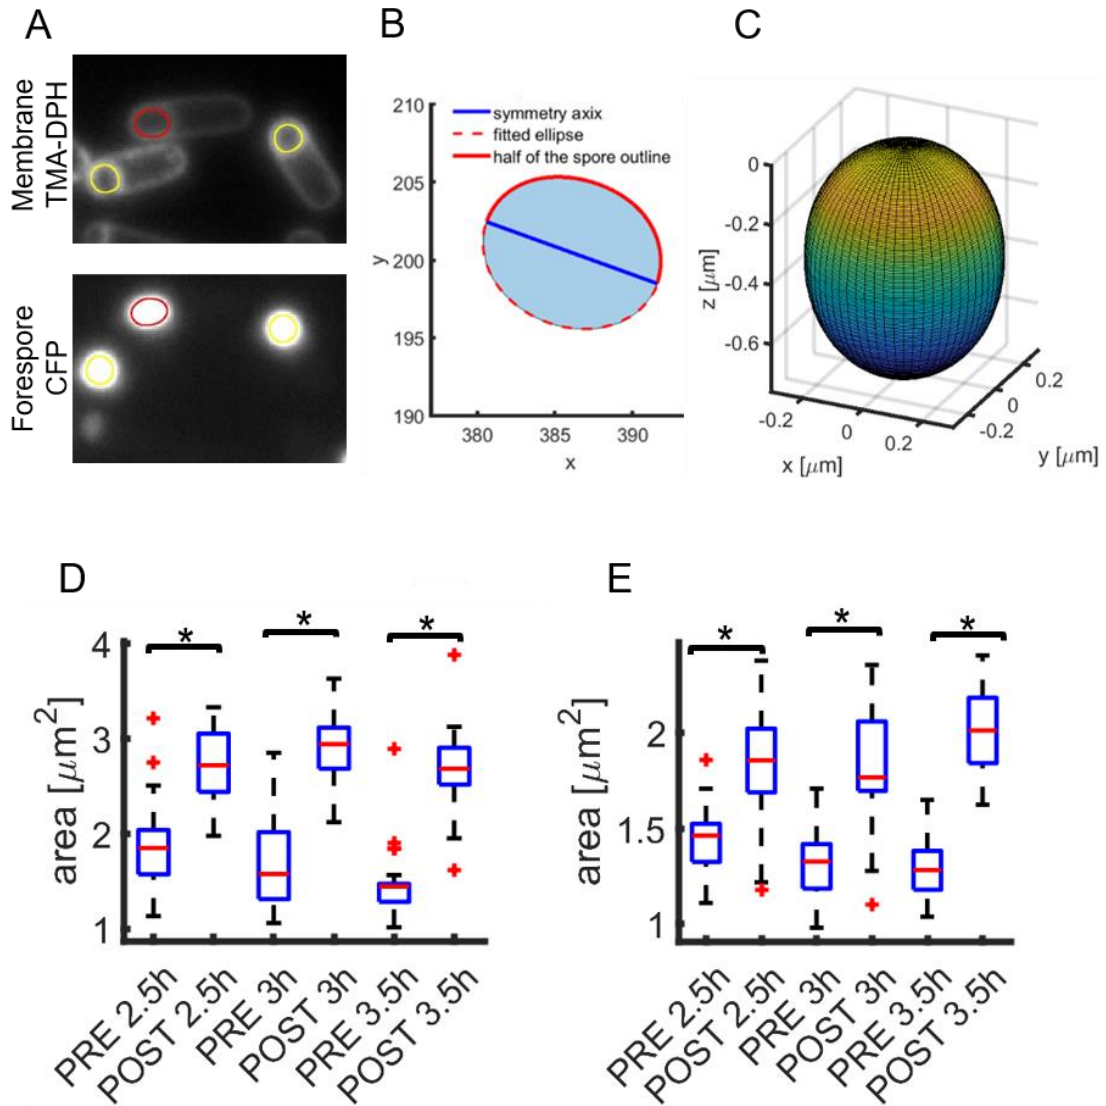 A
B
C
Membrane
TMA-DPH
Forespore
CFP
210
205
200
195
190
y
380
385
390
x
symmetry axix
fitted ellipse
half of the spore outline
0
-0.2
-0.4
-0.6
z [μm]
-0.2
0
0.2
x [μm]
0.2
0
-0.2
y [μm]
D
E
*
*
*
4
3
2
1
area [μm²]
PRE 2.5h
POST 2.5h
PRE 3h
POST 3h
PRE 3.5h
POST 3.5h
*
*
*
2
1.5
1
area [μm²]
PRE 2.5h
POST 2.5h
PRE 3h
POST 3h
PRE 3.5h
POST 3.5h